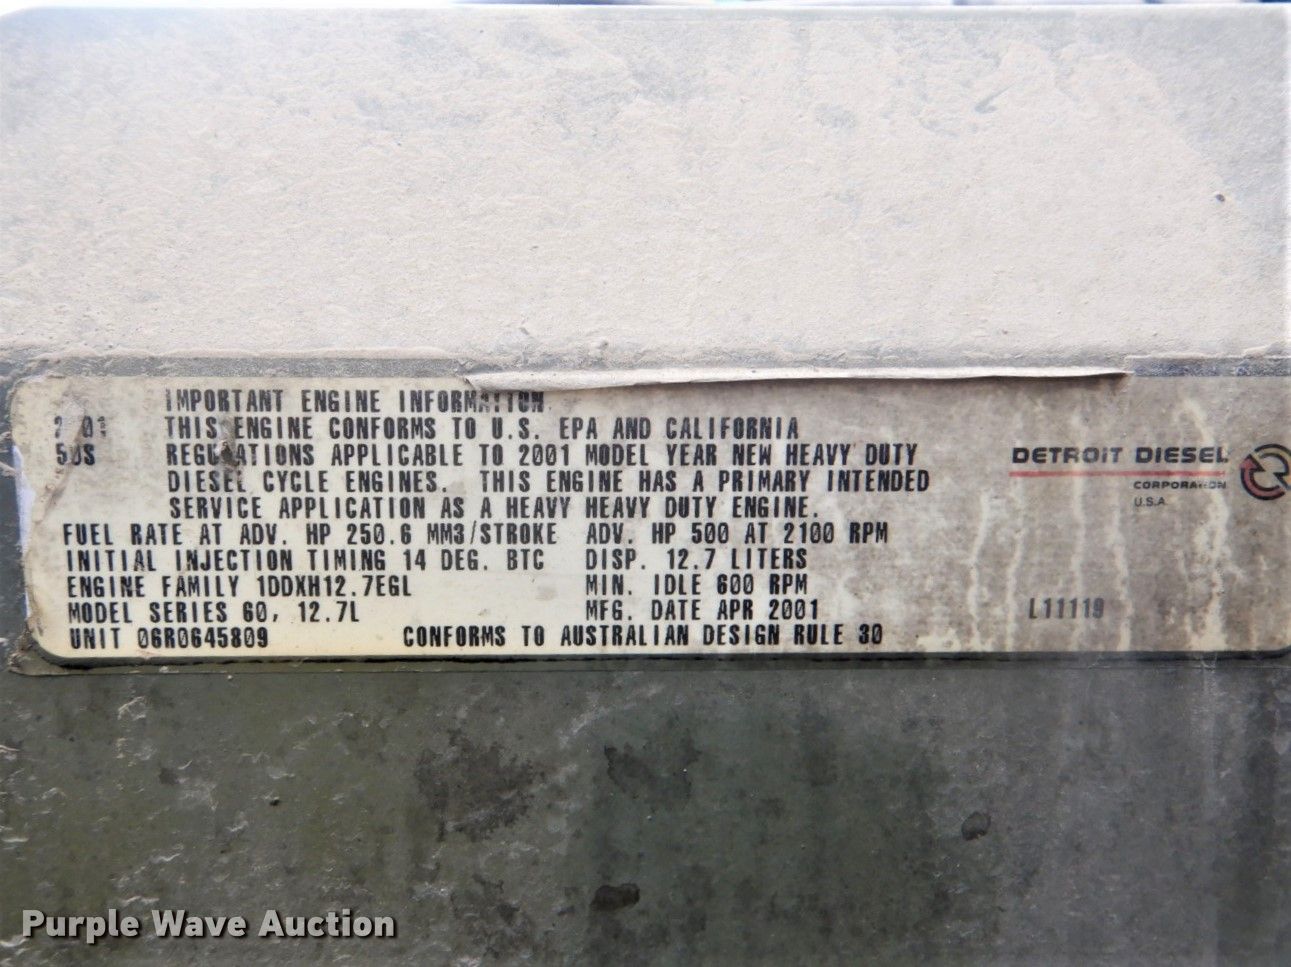 IMPORTANT ENGINE INFORMATION
THIS ENGINE CONFORMS TO U.S. EPA AND CALIFORNIA
REGULATIONS APPLICABLE TO 2001 MODEL YEAR NEW HEAVY DUTY
DIESEL CYCLE ENGINES. THIS ENGINE HAS A PRIMARY INTENDED
SERVICE APPLICATION AS A HEAVY HEAVY DUTY ENGINE.
FUEL RATE AT ADV. HP 250.6 MM3/STROKE ADV. HP 500 AT 2100 RPM
INITIAL INJECTION TIMING 14 DEG. BTC DISP. 12.7 LITERS
ENGINE FAMILY 1DDXH12.7EGL MIN. IDLE 600 RPM
MODEL SERIES 60, 12.7L MFG. DATE APR 2001
UNIT 06R0645809 CONFORMS TO AUSTRALIAN DESIGN RULE 30
DETROIT DIESEL
CORPORATION
U.S.A.
L11119
Purple Wave Auction